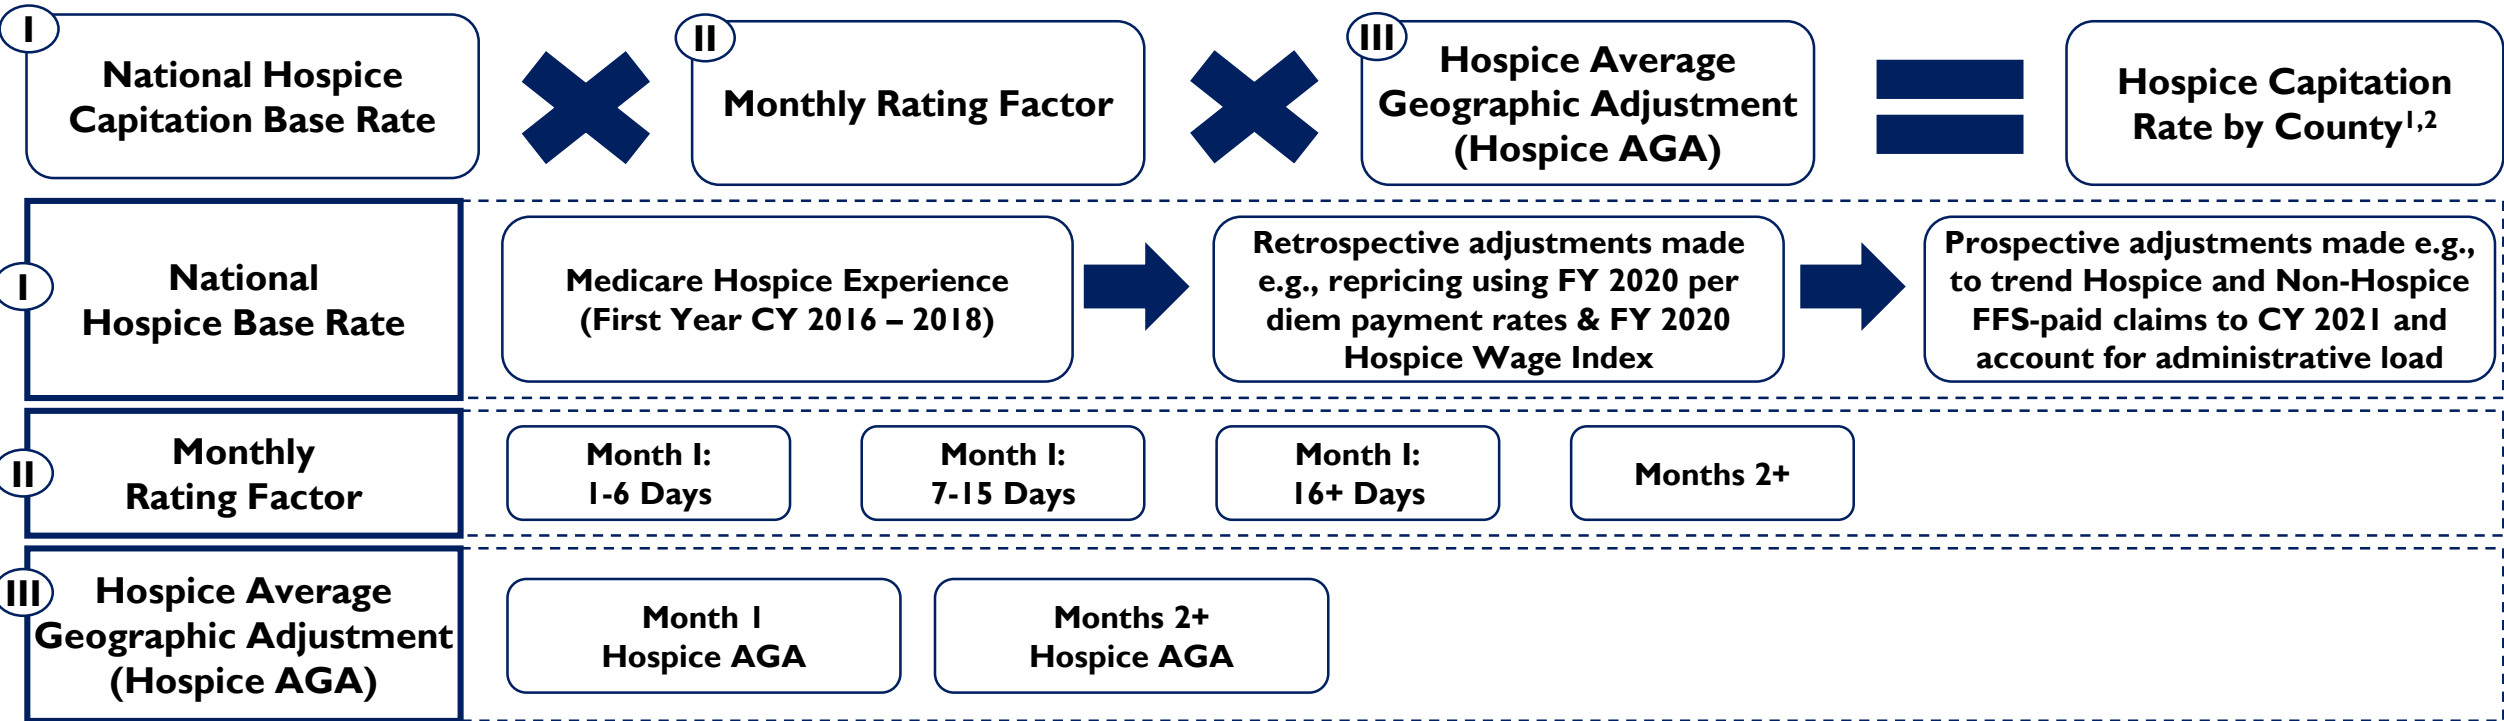 I
National Hospice
Capitation Base Rate
II
Monthly Rating Factor
III
Hospice Average
Geographic Adjustment
(Hospice AGA)
Hospice Capitation
Rate by County1,2
I
National
Hospice Base Rate
Medicare Hospice Experience
(First Year CY 2016 – 2018)
Retrospective adjustments made
e.g., repricing using FY 2020 per
diem payment rates & FY 2020
Hospice Wage Index
Prospective adjustments made e.g.,
to trend Hospice and Non-Hospice
FFS-paid claims to CY 2021 and
account for administrative load
II
Monthly
Rating Factor
Month 1:
1-6 Days
Month 1:
7-15 Days
Month 1:
16+ Days
Months 2+
III
Hospice Average
Geographic Adjustment
(Hospice AGA)
Month 1
Hospice AGA
Months 2+
Hospice AGA